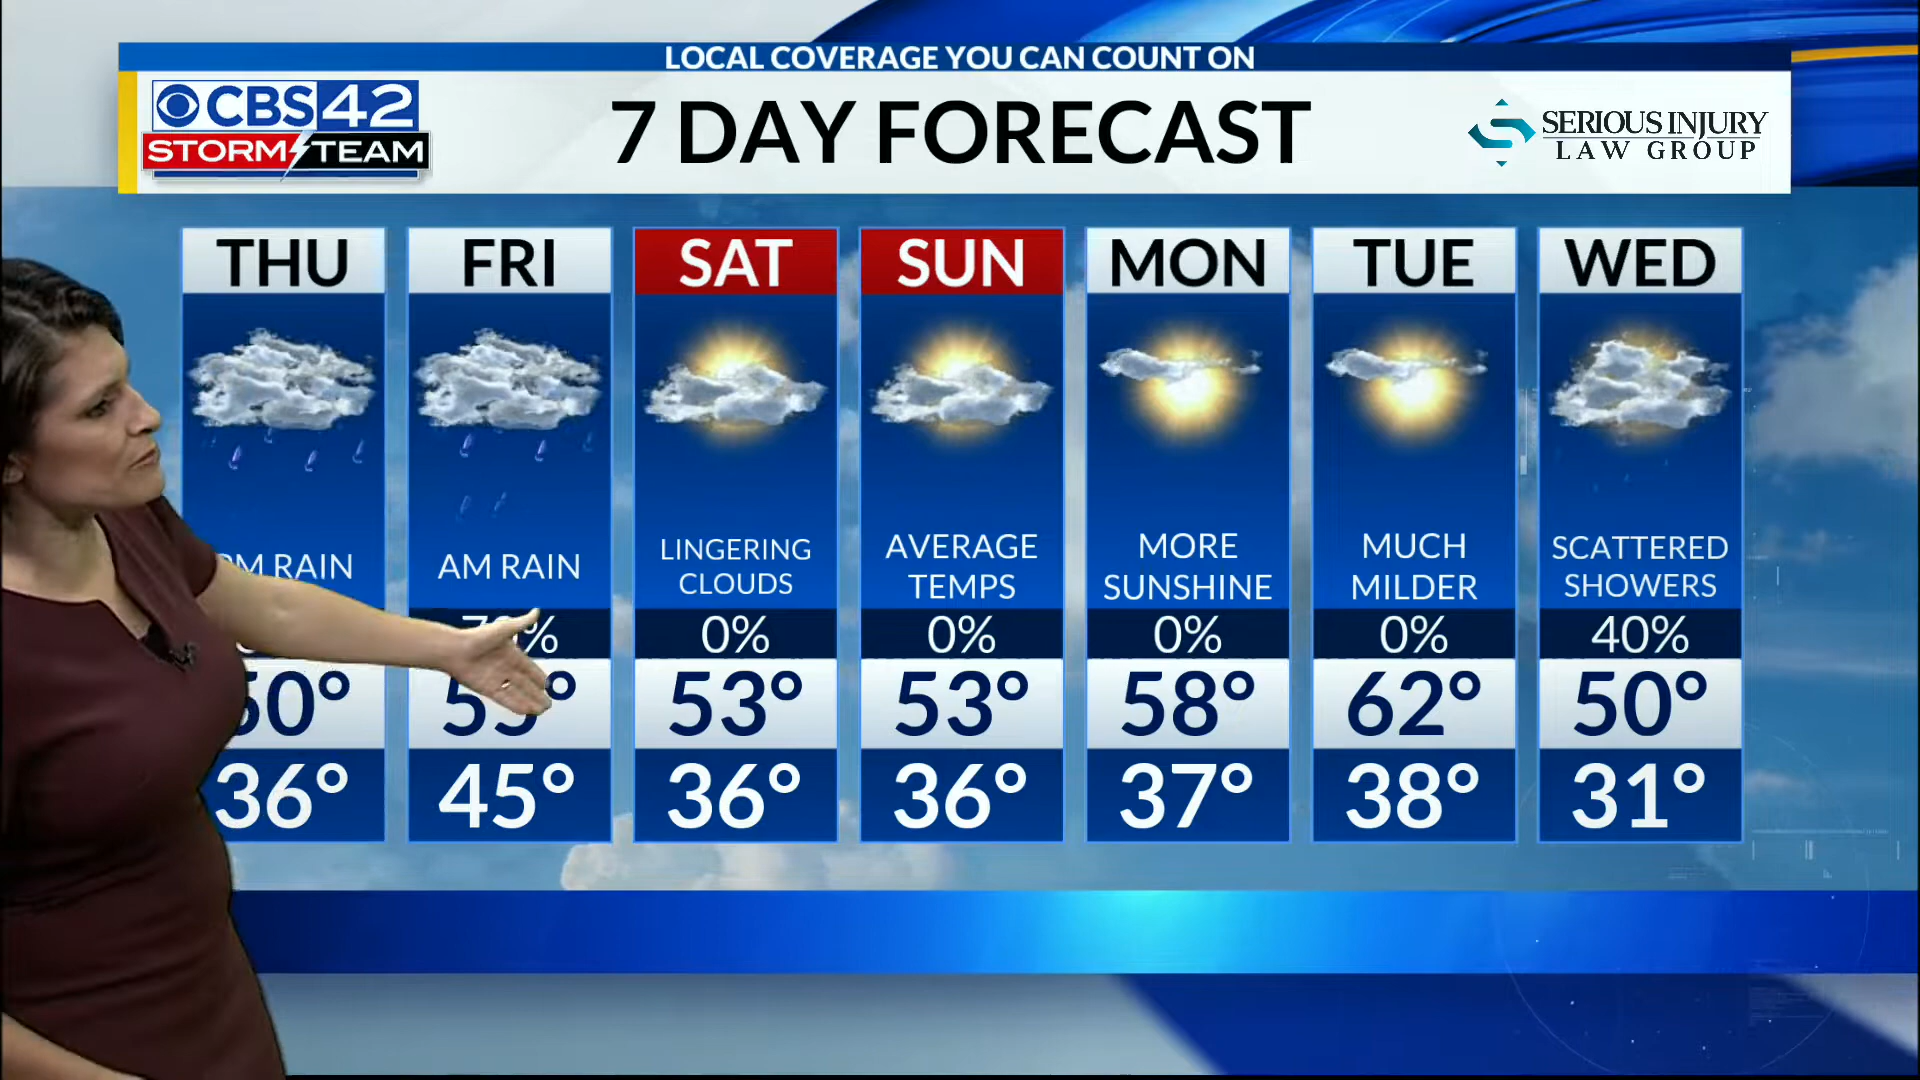 LOCAL COVERAGE YOU CAN COUNT ON
CBS 42
STORM TEAM
7 DAY FORECAST
SERIOUS INJURY
LAW GROUP
THU FRI SAT SUN MON TUE WED
RAIN
AM RAIN
LINGERING
CLOUDS
AVERAGE
TEMPS
MORE
SUNSHINE
MUCH
MILDER
SCATTERED
SHOWERS
0% 0% 0% 0% 40%
53° 53° 58° 62° 50°
36° 45° 36° 36° 37° 38° 31°